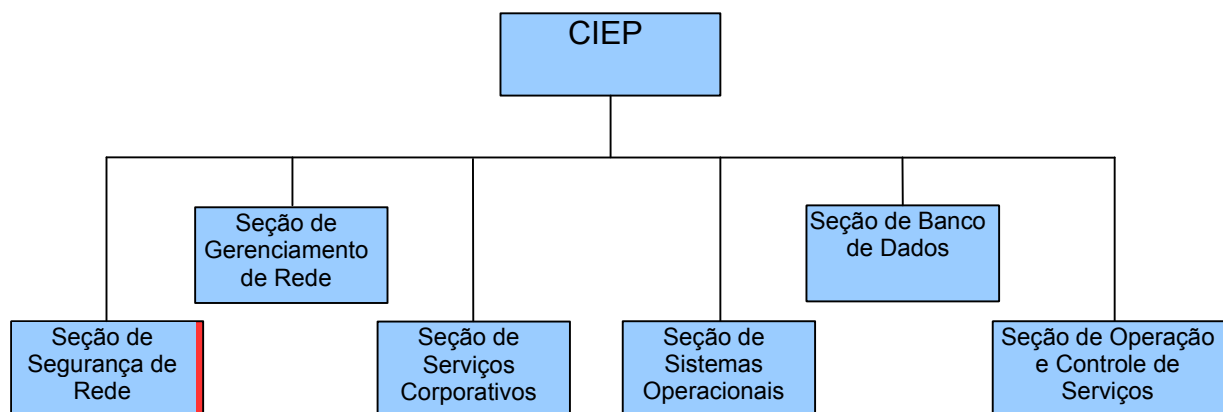 CIEP
Seção de
Gerenciamento
de Rede
Seção de Banco
de Dados
Seção de
Segurança de
Rede
Seção de
Serviços
Corporativos
Seção de
Sistemas
Operacionais
Seção de Operação
e Controle de
Serviços